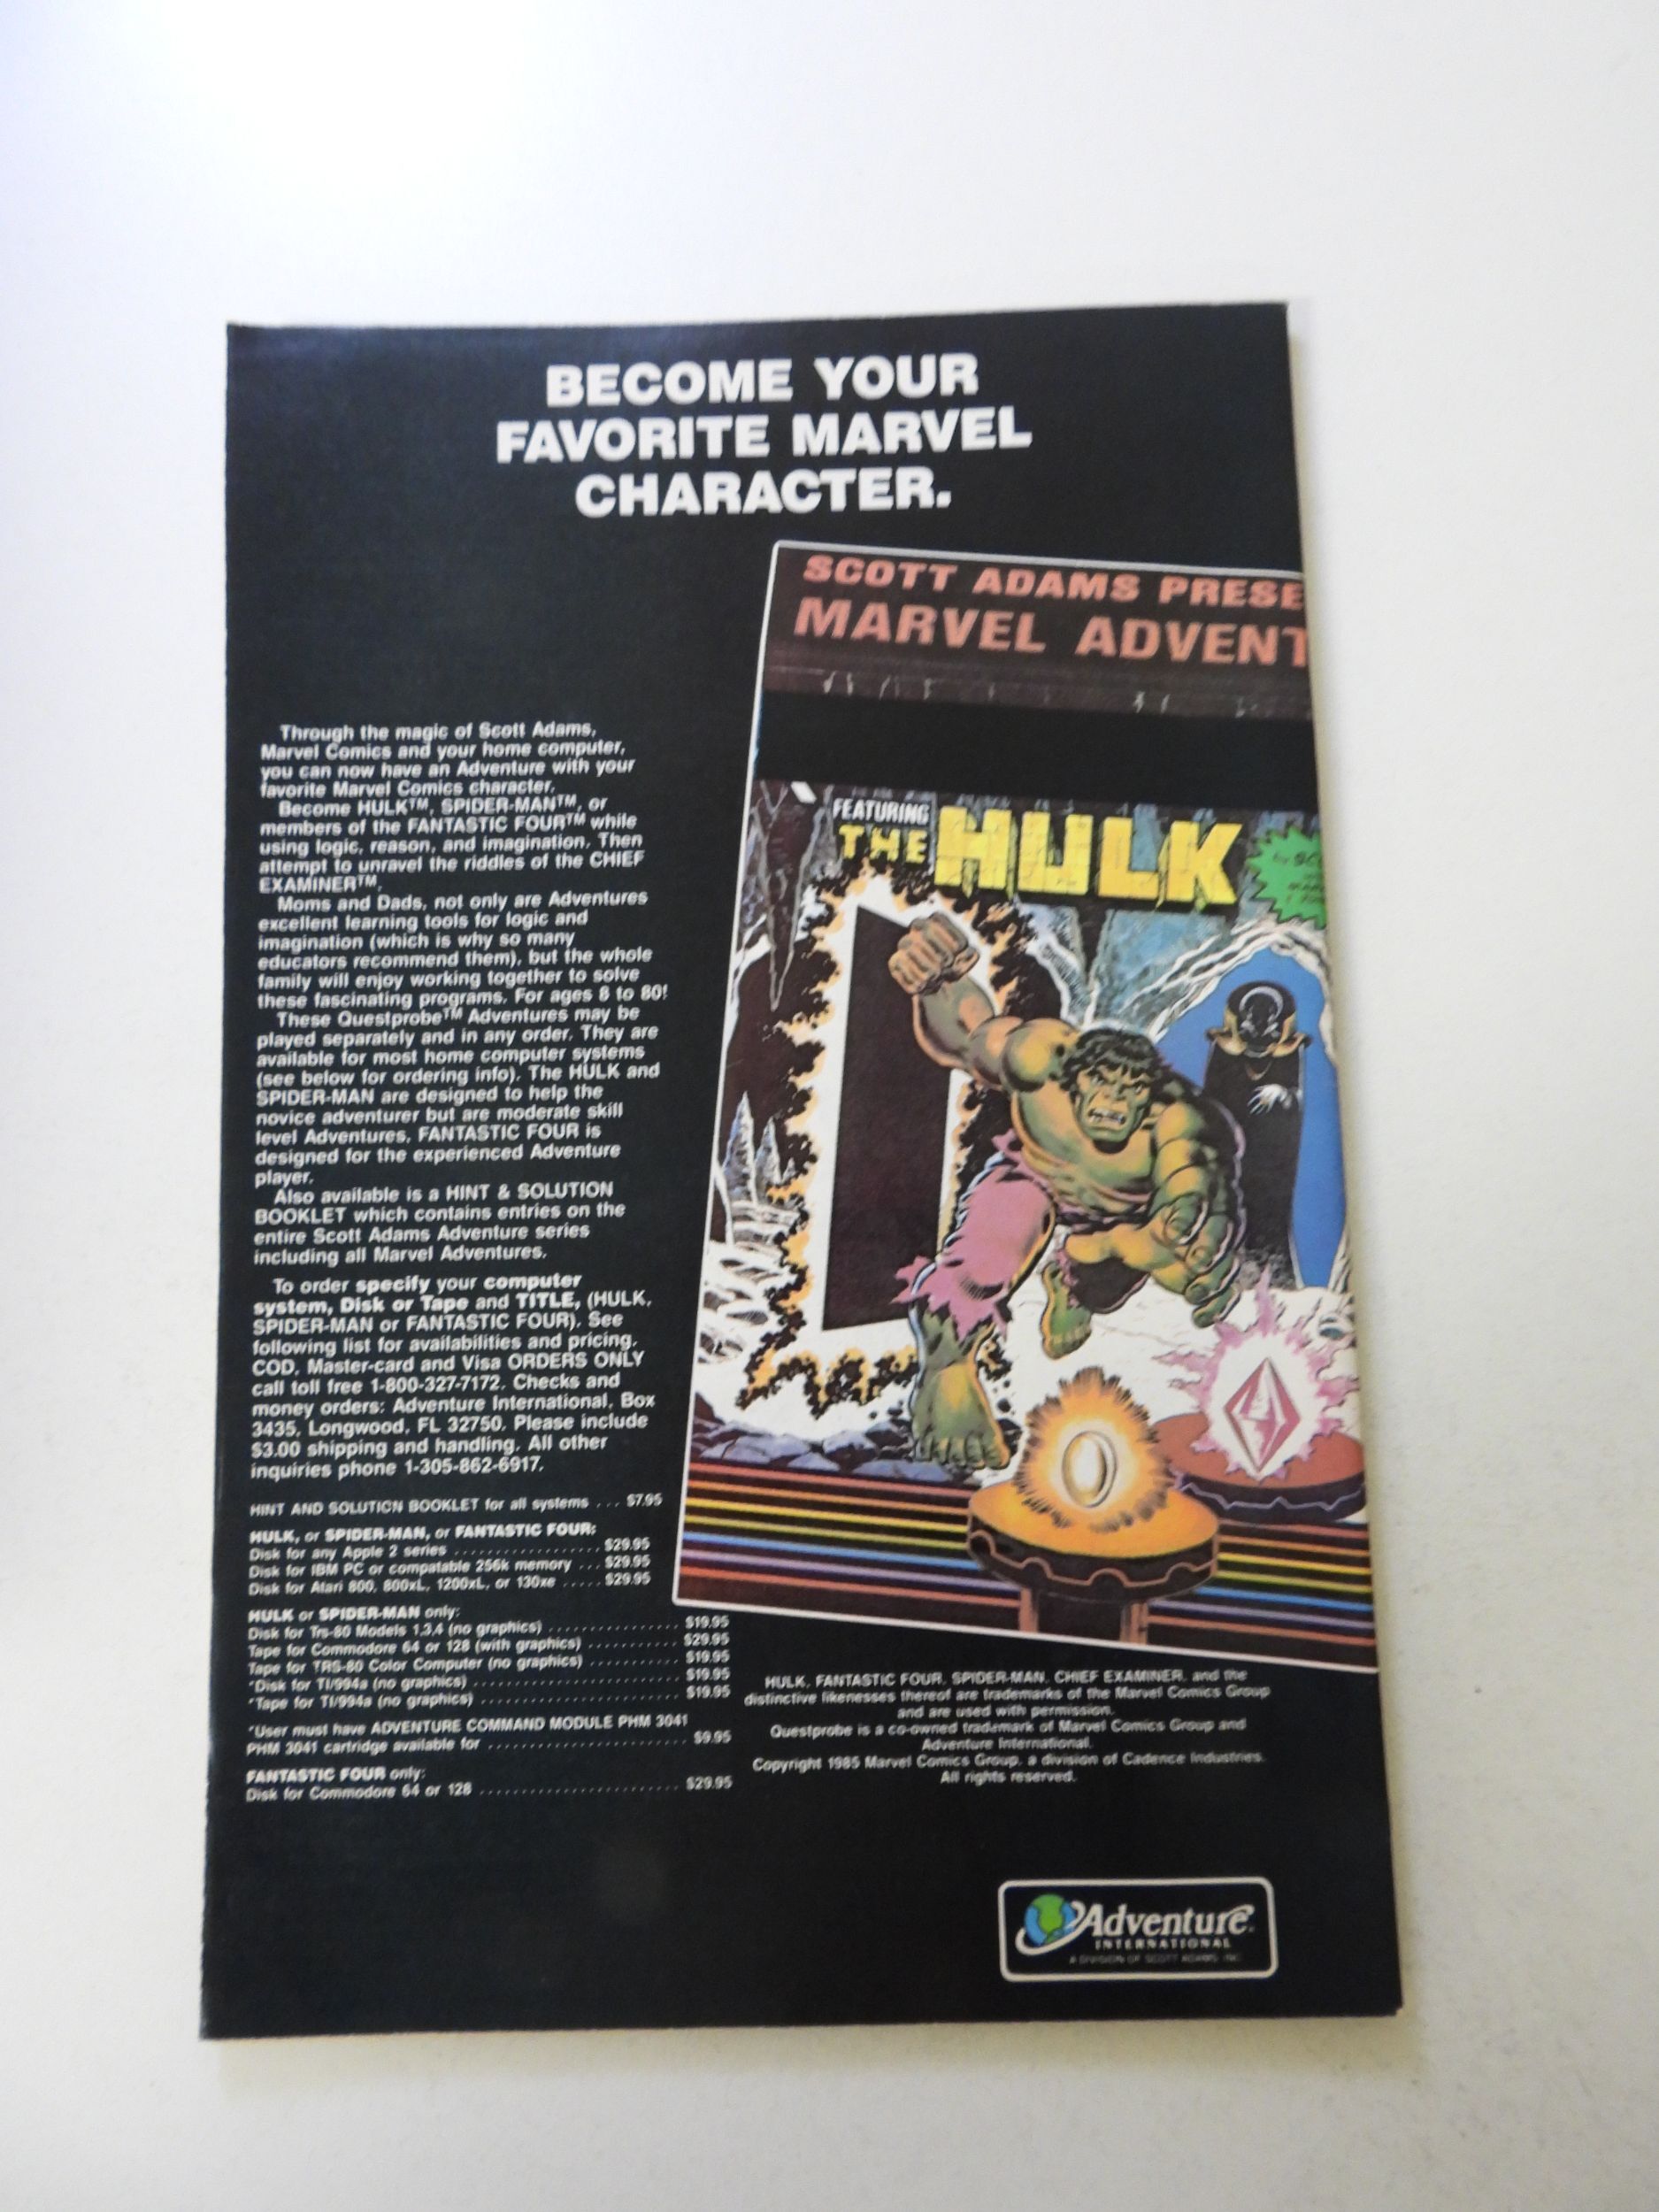 BECOME YOUR
FAVORITE MARVEL
CHARACTER.
SCOTT ADAMS PRESE
MARVEL ADVENT
FEATURING
THE HULK
Through the magic of Scott Adams,
Marvel Comics and your home computer,
you can now have an Adventure with your
favorite Marvel Comics character.
Become HULK™, SPIDER-MAN™, or
members of the FANTASTIC FOUR™ while
using logic, reason, and imagination. Then
attempt to unravel the riddles of the CHIEF
EXAMINER™.
Moms and Dads, not only are Adventures
excellent learning tools for logic and
imagination (which is why so many
educators recommend them), but the whole
family will enjoy working together to solve
these fascinating programs. For ages 8 to 80!
These Questprobe™ Adventures may be
played separately and in any order. They are
available for most home computer systems
(see below for ordering info). The HULK and
SPIDER-MAN are designed to help the
novice adventurer but are moderate skill
level Adventures, FANTASTIC FOUR is
designed for the experienced Adventure
player.
Also available is a HINT & SOLUTION
BOOKLET which contains entries on the
entire Scott Adams Adventure series
including all Marvel Adventures.
To order specify your computer
system, Disk or Tape and TITLE, (HULK,
SPIDER-MAN or FANTASTIC FOUR). See
following list for availabilities and pricing.
COD, Master-card and Visa ORDERS ONLY
call toll free 1-800-327-7172. Checks and
money orders: Adventure International, Box
3435, Longwood, FL 32750. Please include
$3.00 shipping and handling. All other
inquiries phone 1-305-862-6917.
HINT AND SOLUTION BOOKLET for all systems ... $7.95
HULK, or SPIDER-MAN, or FANTASTIC FOUR:
Disk for any Apple 2 series .................. $29.95
Disk for IBM PC or compatable 256k memory ... $29.95
Disk for Atari 800, 800xL, 1200xL, or 130xe ..... $29.95
HULK or SPIDER-MAN only:
Disk for Trs-80 Models 1,3,4 (no graphics) ................ $19.95
Tape for Commodore 64 or 128 (with graphics) ........... $29.95
Tape for TRS-80 Color Computer (no graphics) ........... $19.95
*Disk for TI/994a (no graphics) ........................... $19.95
*Tape for TI/994a (no graphics) .......................... $19.95
*User must have ADVENTURE COMMAND MODULE PHM 3041
PHM 3041 cartridge available for ......................... $9.95
FANTASTIC FOUR only:
Disk for Commodore 64 or 128 .......................... $29.95
HULK, FANTASTIC FOUR, SPIDER-MAN, CHIEF EXAMINER, and the
distinctive likenesses thereof are trademarks of the Marvel Comics Group
and are used with permission.
Questprobe is a co-owned trademark of Marvel Comics Group and
Adventure International.
Copyright 1985 Marvel Comics Group, a division of Cadence Industries.
All rights reserved.
Adventure
INTERNATIONAL
A DIVISION OF SCOTT ADAMS, INC.